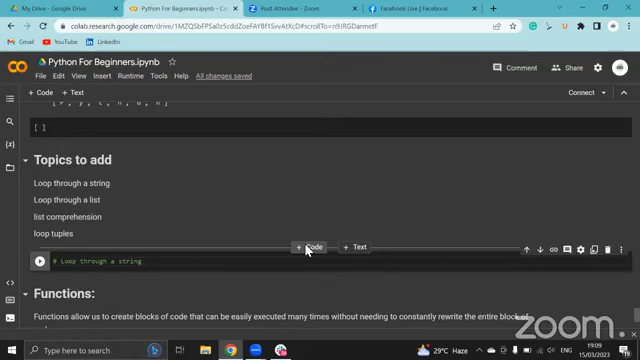 My Drive - Google Drive
Python For Beginners.ipynb - Co
Post Attendee - Zoom
Facebook Live | Facebook
colab.research.google.com/drive/1MZQFPSa0zScddoZaYBFISvvAtXcD#scrollTo=n9JRGDarmetF
Gmail
YouTube
LinkedIn
Python For Beginners.ipynb
File Edit View Insert Runtime Tools Help All changes saved
Comment
Share
+ Code + Text
Connect
[ ]
Topics to add
Loop through a string
Loop through a list
list comprehension
loop tuples
+ Code + Text
# Loop through a string
Functions:
Functions allow us to create blocks of code that can be easily executed many times without needing to constantly rewrite the entire block of
zoom
Type here to search
29°C Haze
ENG
19:09
15/03/2023